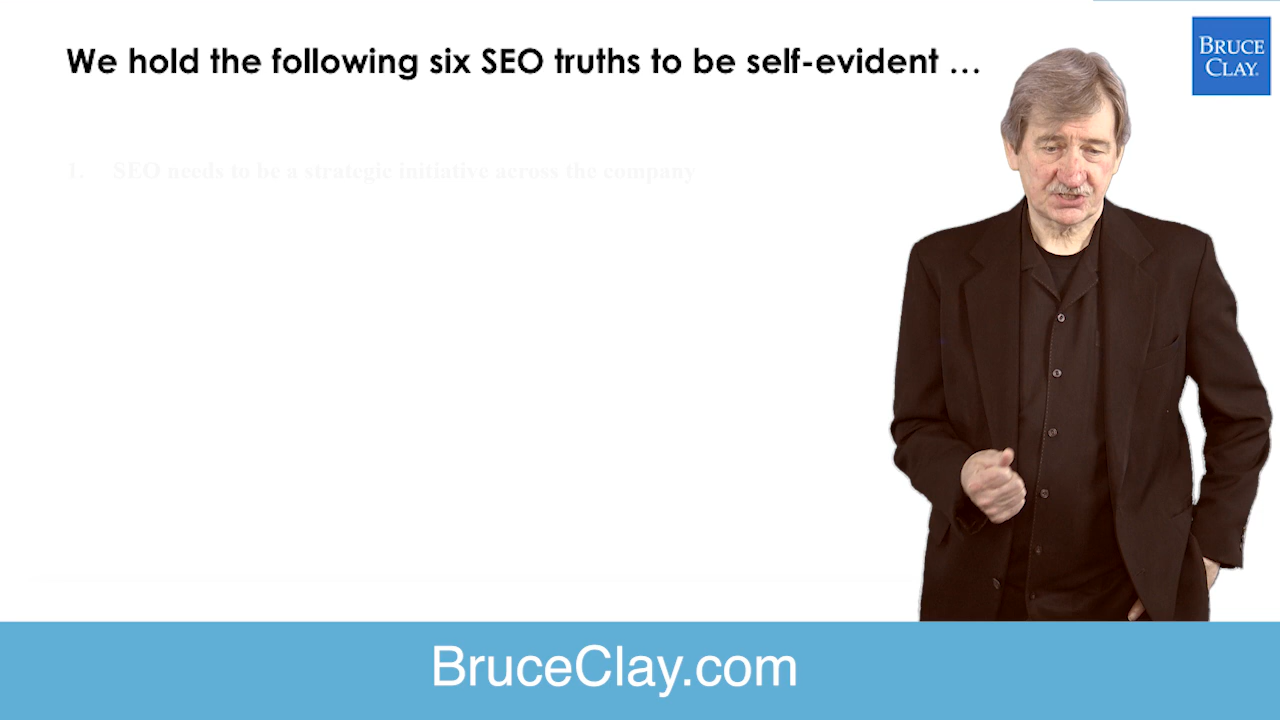 We hold the following six SEO truths to be self-evident …
BRUCE
CLAY
1. SEO needs to be a strategic initiative across the company
BruceClay.com